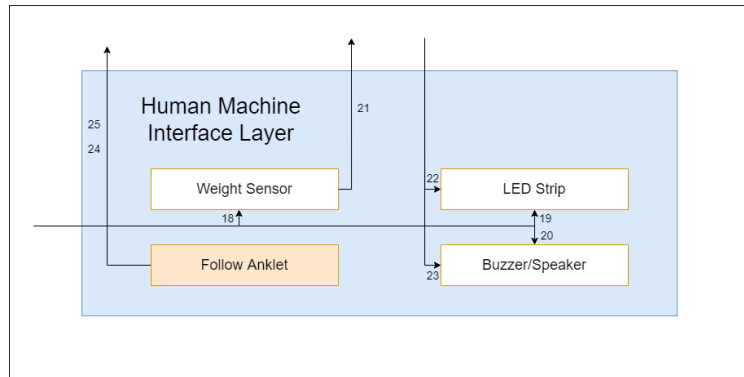 Human Machine
Interface Layer
25
24
21
Weight Sensor
22
LED Strip
18
19
20
Follow Anklet
23
Buzzer/Speaker